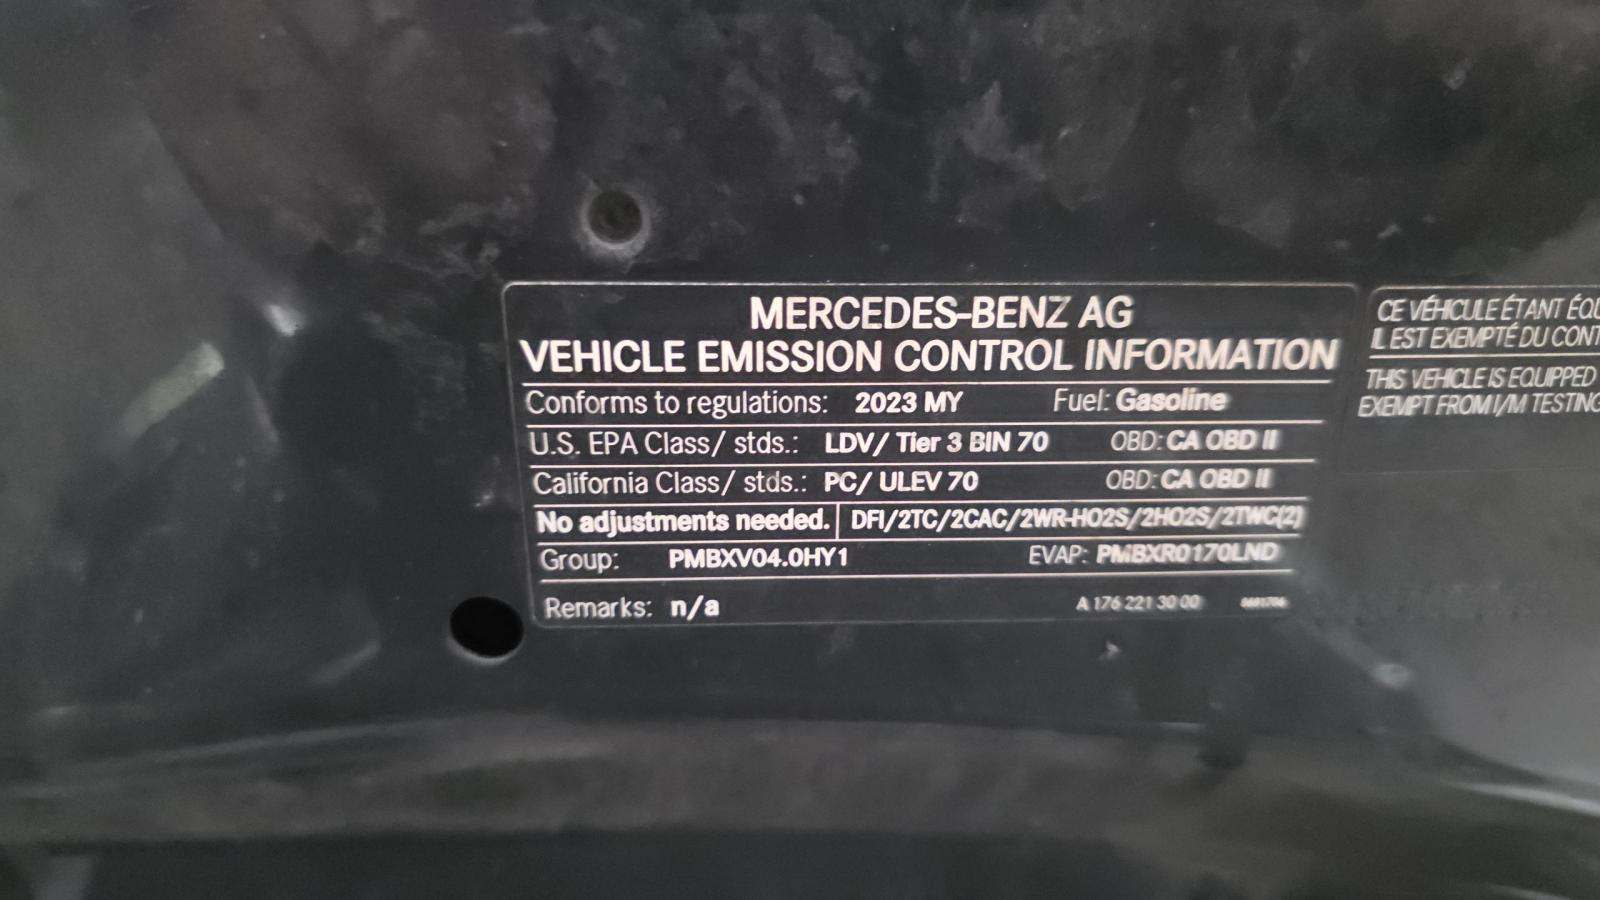 MERCEDES-BENZ AG
VEHICLE EMISSION CONTROL INFORMATION
Conforms to regulations: 2023 MY Fuel: Gasoline
U.S. EPA Class/ stds.: LDV/ Tier 3 BIN 70 OBD: CA OBD II
California Class/ stds.: PC/ ULEV 70 OBD: CA OBD II
No adjustments needed. DFI/2TC/2CAC/2WR-HO2S/2HO2S/2TWC(2)
Group: PMBXV04.0HY1 EVAP: PMBXR0170LND
Remarks: n/a A 176 221 30 00
CE VÉHICULE ÉTANT ÉQU
IL EST EXEMPTÉ DU CONT
THIS VEHICLE IS EQUIPPED
EXEMPT FROM I/M TESTING